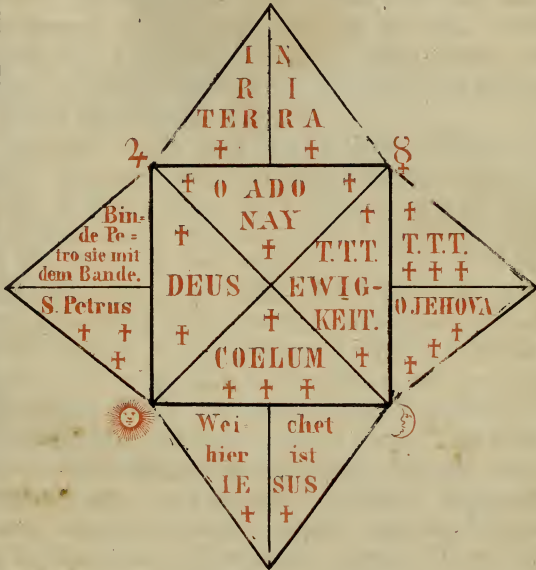 I N
R I
TER RA
O ADO
NAY
Bin=
de Pe=
tro sie mit
dem Bande.
S. Petrus
DEUS
T.T.T.
EWIG-
KEIT.
T.T.T.
O JEHOVA
COELUM
Wei= chet
hier ist
IE SUS